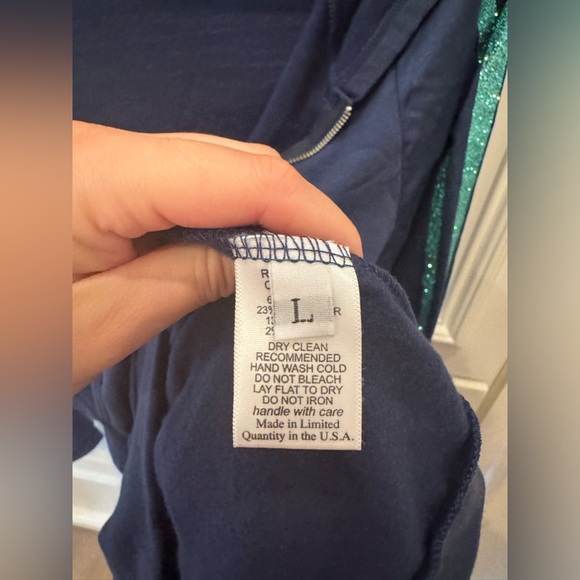 R
L
23%
R
DRY CLEAN
RECOMMENDED
HAND WASH COLD
DO NOT BLEACH
LAY FLAT TO DRY
DO NOT IRON
handle with care
Made in Limited
Quantity in the U.S.A.